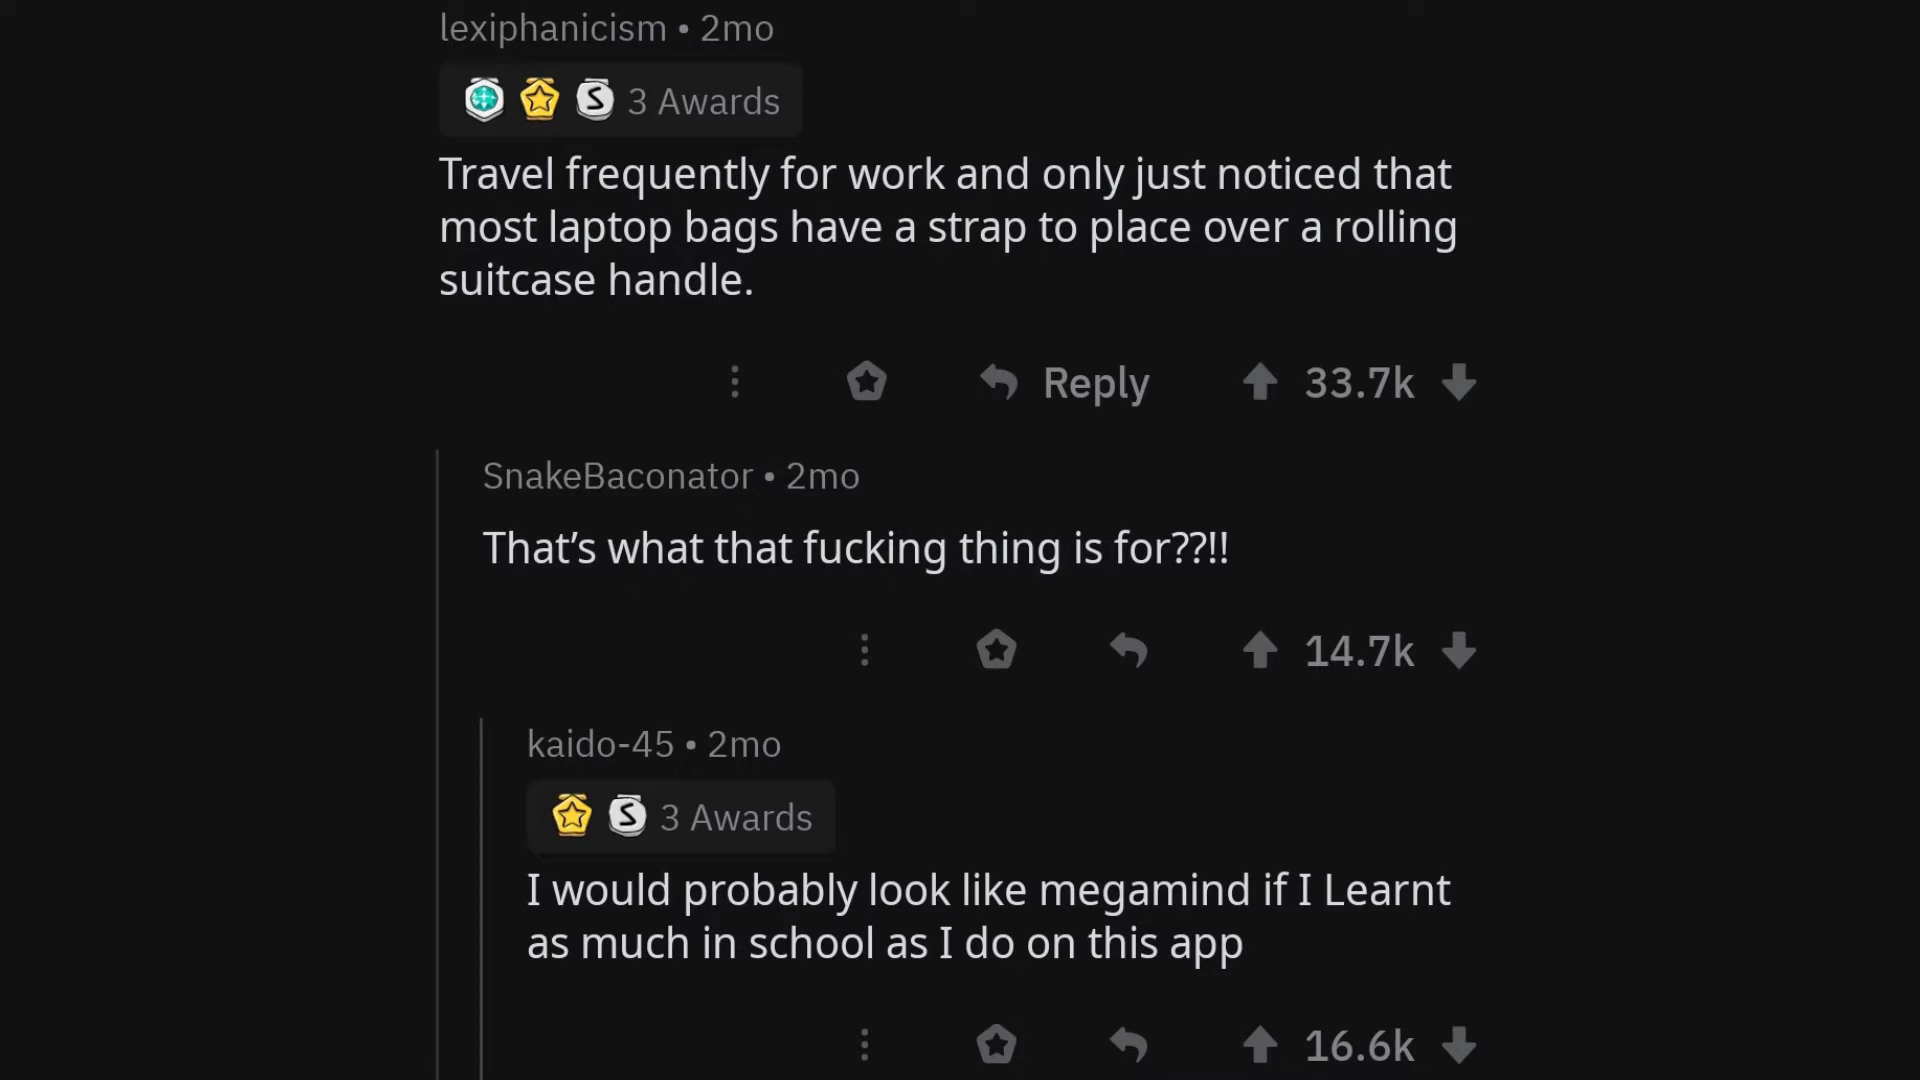 lexiphanicism • 2mo
3 Awards
Travel frequently for work and only just noticed that
most laptop bags have a strap to place over a rolling
suitcase handle.
Reply 33.7k
SnakeBaconator • 2mo
That’s what that fucking thing is for??!!
14.7k
kaido-45 • 2mo
3 Awards
I would probably look like megamind if I Learnt
as much in school as I do on this app
16.6k